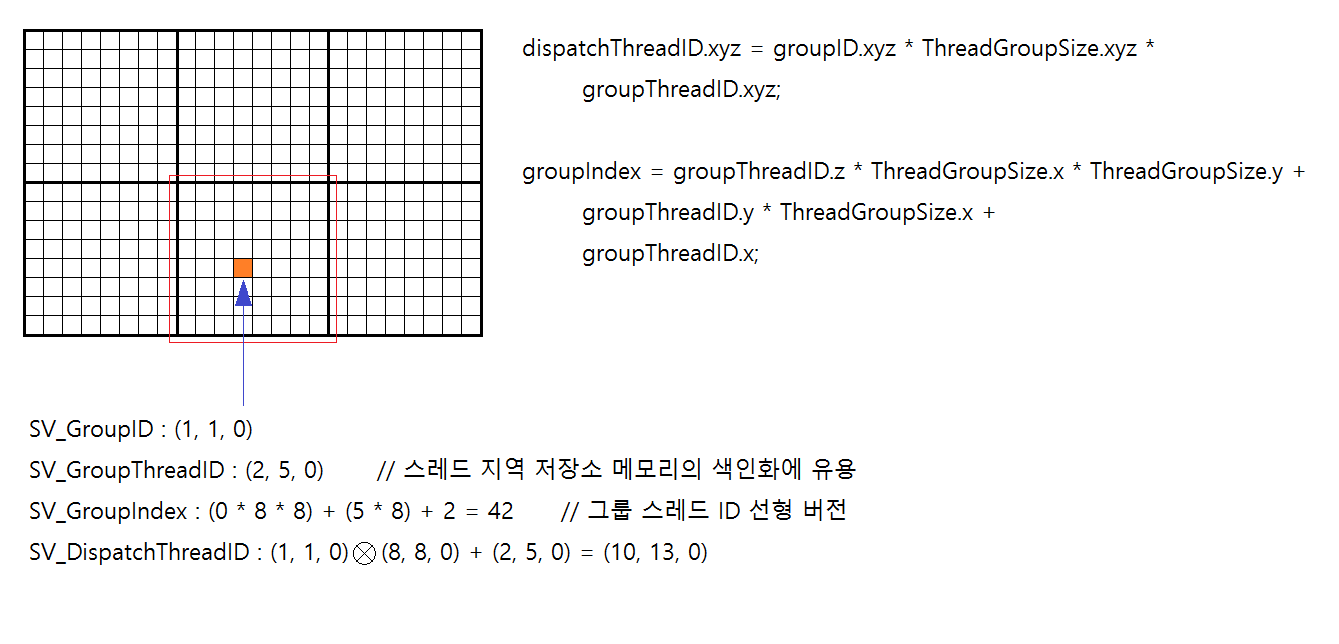 dispatchThreadID.xyz = groupID.xyz * ThreadGroupSize.xyz *
groupThreadID.xyz;
groupIndex = groupThreadID.z * ThreadGroupSize.x * ThreadGroupSize.y +
groupThreadID.y * ThreadGroupSize.x +
groupThreadID.x;
SV_GroupID : (1, 1, 0)
SV_GroupThreadID : (2, 5, 0) // 스레드 지역 저장소 메모리의 색인화에 유용
SV_GroupIndex : (0 * 8 * 8) + (5 * 8) + 2 = 42 // 그룹 스레드 ID 선형 버전
SV_DispatchThreadID : (1, 1, 0)⊗(8, 8, 0) + (2, 5, 0) = (10, 13, 0)